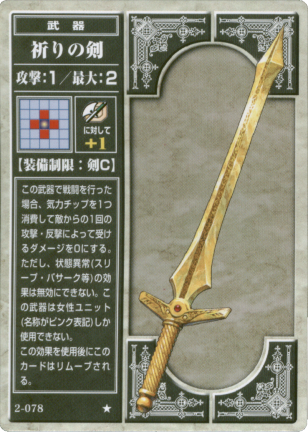 武器
祈りの剣
攻撃:1／最大:2
に対して
+1
【装備制限：剣C】
この武器で戦闘を行った
場合、気力チップを1つ
消費して敵からの1回の
攻撃・反撃によって受け
るダメージを0にする。
ただし、状態異常(スリ
ープ・バサーク等)の効
果は無効にできない。こ
の武器は女性ユニット
(名称がピンク表記)しか
使用できない。
この効果を使用後にこの
カードはリムーブされ
る。
2-078 ★